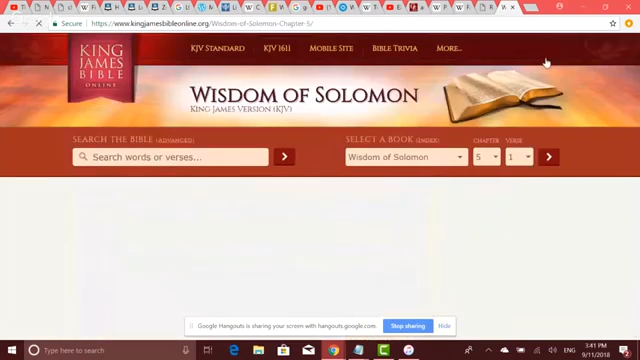 Secure https://www.kingjamesbibleonline.org/Wisdom-of-Solomon-Chapter-5/
KING JAMES BIBLE ONLINE
KJV STANDARD KJV 1611 MOBILE SITE BIBLE TRIVIA MORE...
WISDOM OF SOLOMON
KING JAMES VERSION (KJV)
SEARCH THE BIBLE (ADVANCED) SELECT A BOOK (INDEX) CHAPTER VERSE
Search words or verses... Wisdom of Solomon 5 1
Google Hangouts is sharing your screen with hangouts.google.com. Stop sharing Hide
Type here to search ENG 3:41 PM
9/11/2018